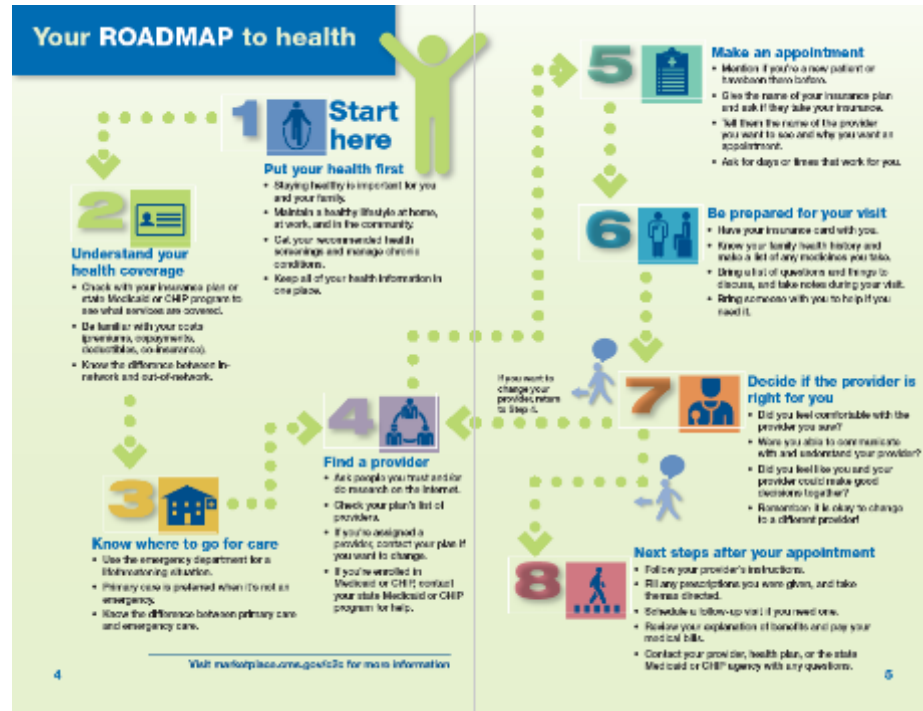 Your ROADMAP to health
1
Start
here
Put your health first
• Staying healthy is important for you
and your family.
• Maintain a healthy lifestyle at home,
at work, and in the community.
• Get your recommended health
screenings and manage chronic
conditions.
• Keep all of your health information in
one place.
2
Understand your
health coverage
• Check with your insurance plan or
state Medicaid or CHIP program to
see what services are covered.
• Be familiar with your costs
(premiums, copayments,
deductibles, co-insurance).
• Know the difference between in-
network and out-of-network.
3
Know where to go for care
• Use the emergency department for a
lifethreatening situation.
• Primary care is preferred when it's not an
emergency.
• Know the difference between primary care
and emergency care.
4
Find a provider
• Ask people you trust and/or
do research on the internet.
• Check your plan's list of
providers.
• If you're assigned a
provider, contact your plan if
you want to change.
• If you're enrolled in
Medicaid or CHIP, contact
your state Medicaid or CHIP
program for help.
Visit marketplace.cms.gov/c2c for more information
4
5
Make an appointment
• Mention if you're a new patient or
havebeen there before.
• Give the name of your insurance plan
and ask if they take your insurance.
• Tell them the name of the provider
you want to see and why you want an
appointment.
• Ask for days or times that work for you.
6
Be prepared for your visit
• Have your insurance card with you.
• Know your family health history and
make a list of any medicines you take.
• Bring a list of questions and things to
discuss, and take notes during your visit.
• Bring someone with you to help if you
need it.
If you want to
change your
provider, return
to Step 4.
7
Decide if the provider is
right for you
• Did you feel comfortable with the
provider you saw?
• Were you able to communicate
with and understand your provider?
• Did you feel like you and your
provider could make good
decisions together?
• Remember: it is okay to change
to a different provider!
8
Next steps after your appointment
• Follow your provider's instructions.
• Fill any prescriptions you were given, and take
themas directed.
• Schedule a follow-up visit if you need one.
• Review your explanation of benefits and pay your
medical bills.
• Contact your provider, health plan, or the state
Medicaid or CHIP agency with any questions.
5